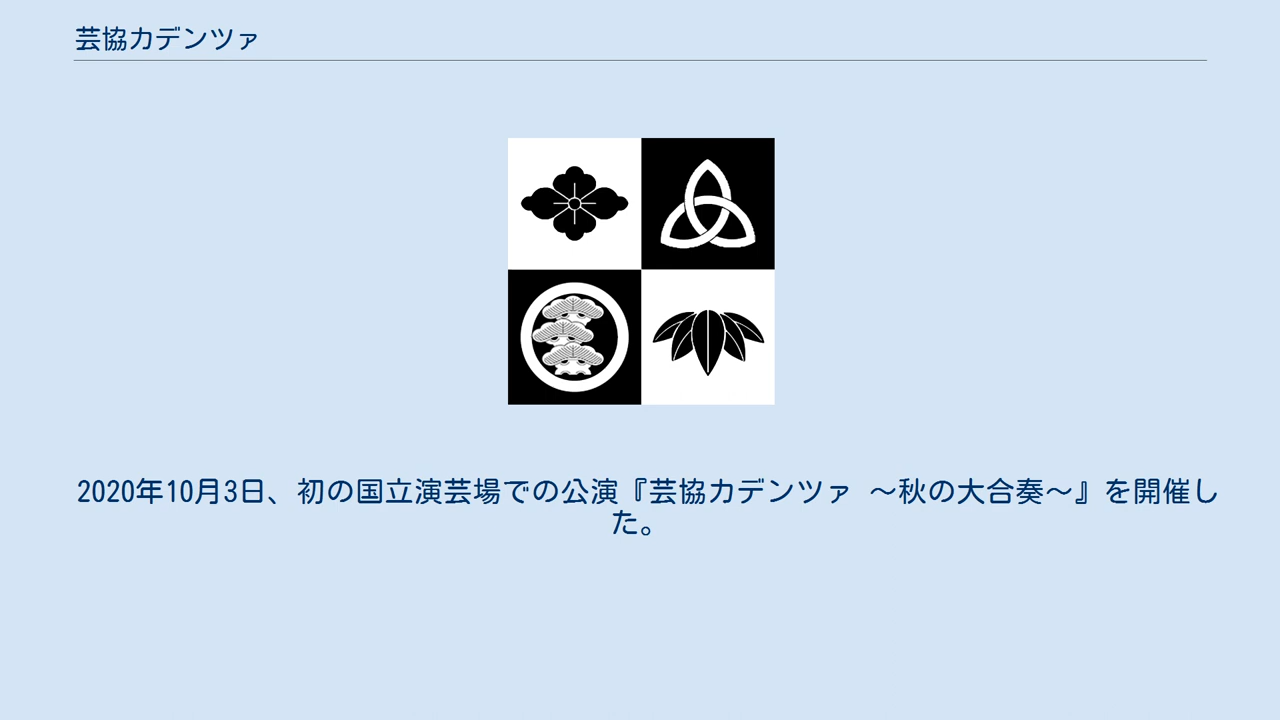 芸協カデンツァ
2020年10月3日、初の国立演芸場での公演『芸協カデンツァ ～秋の大合奏～』を開催し
た。